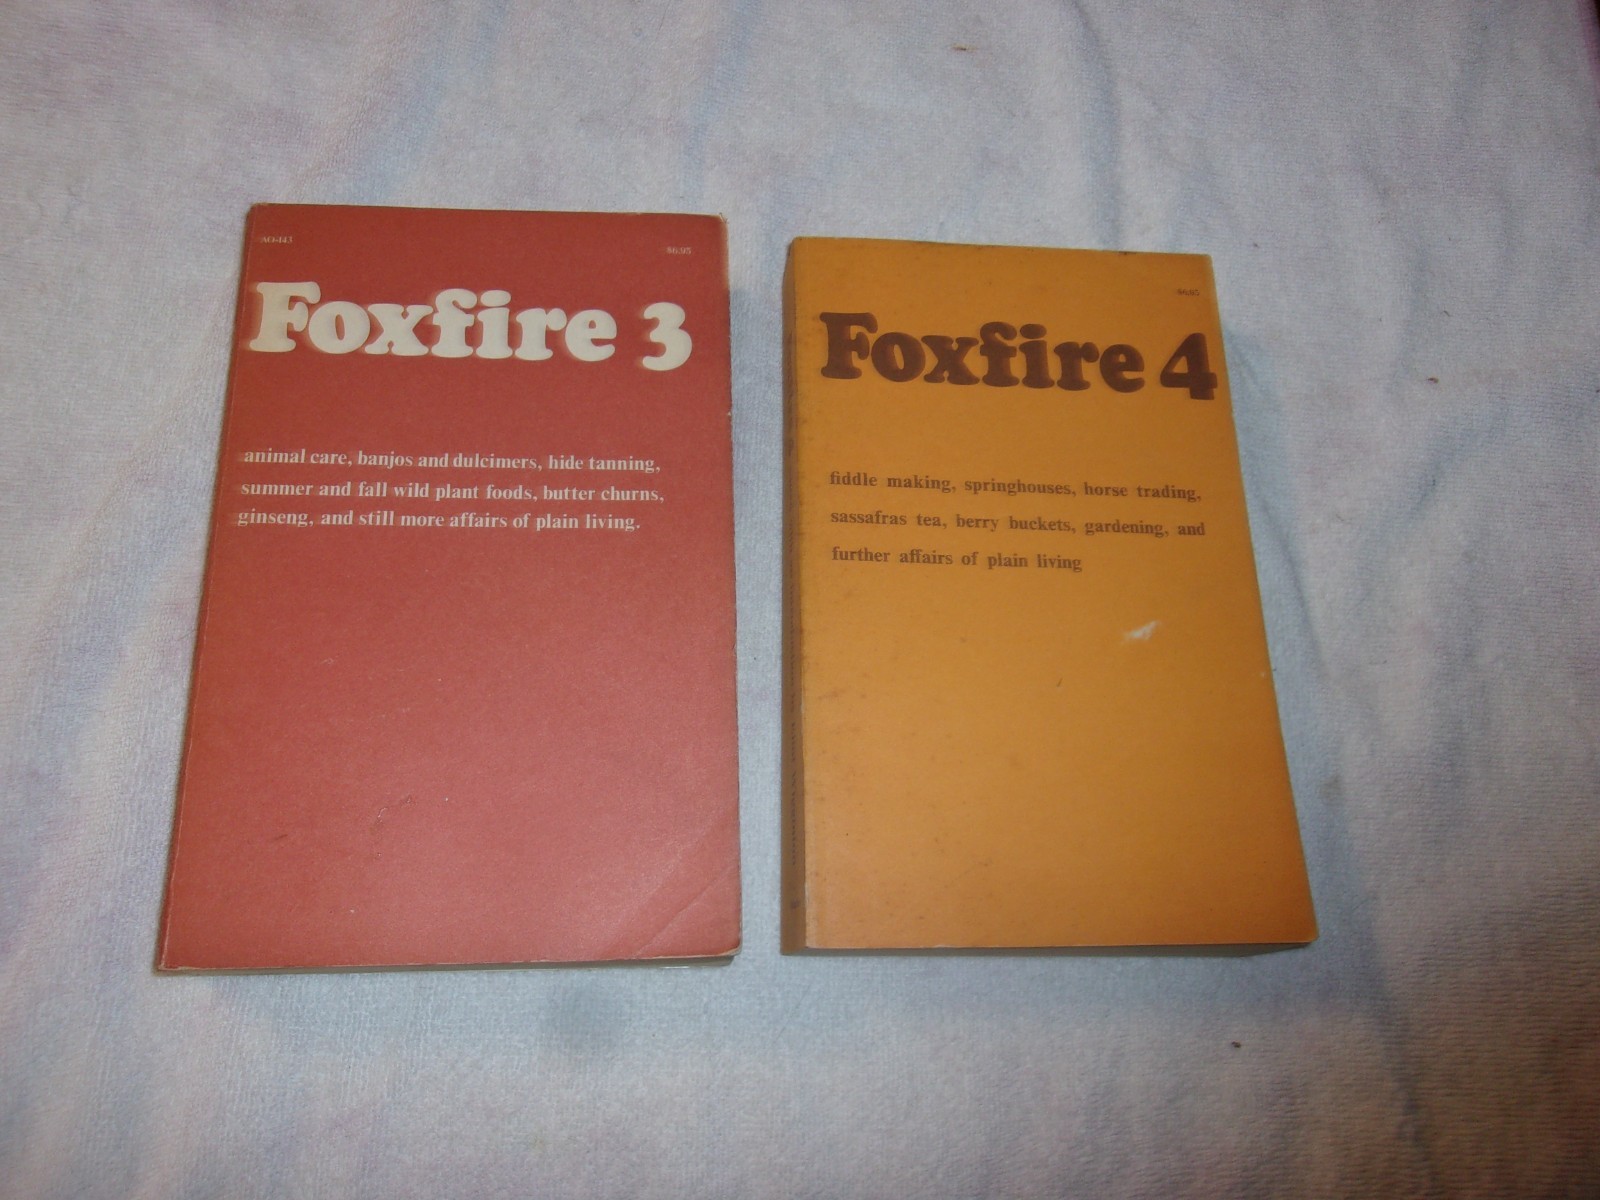 AO-143
$6.95
Foxfire 3
animal care, banjos and dulcimers, hide tanning,
summer and fall wild plant foods, butter churns,
ginseng, and still more affairs of plain living.
$6.95
Foxfire 4
fiddle making, springhouses, horse trading,
sassafras tea, berry buckets, gardening, and
further affairs of plain living